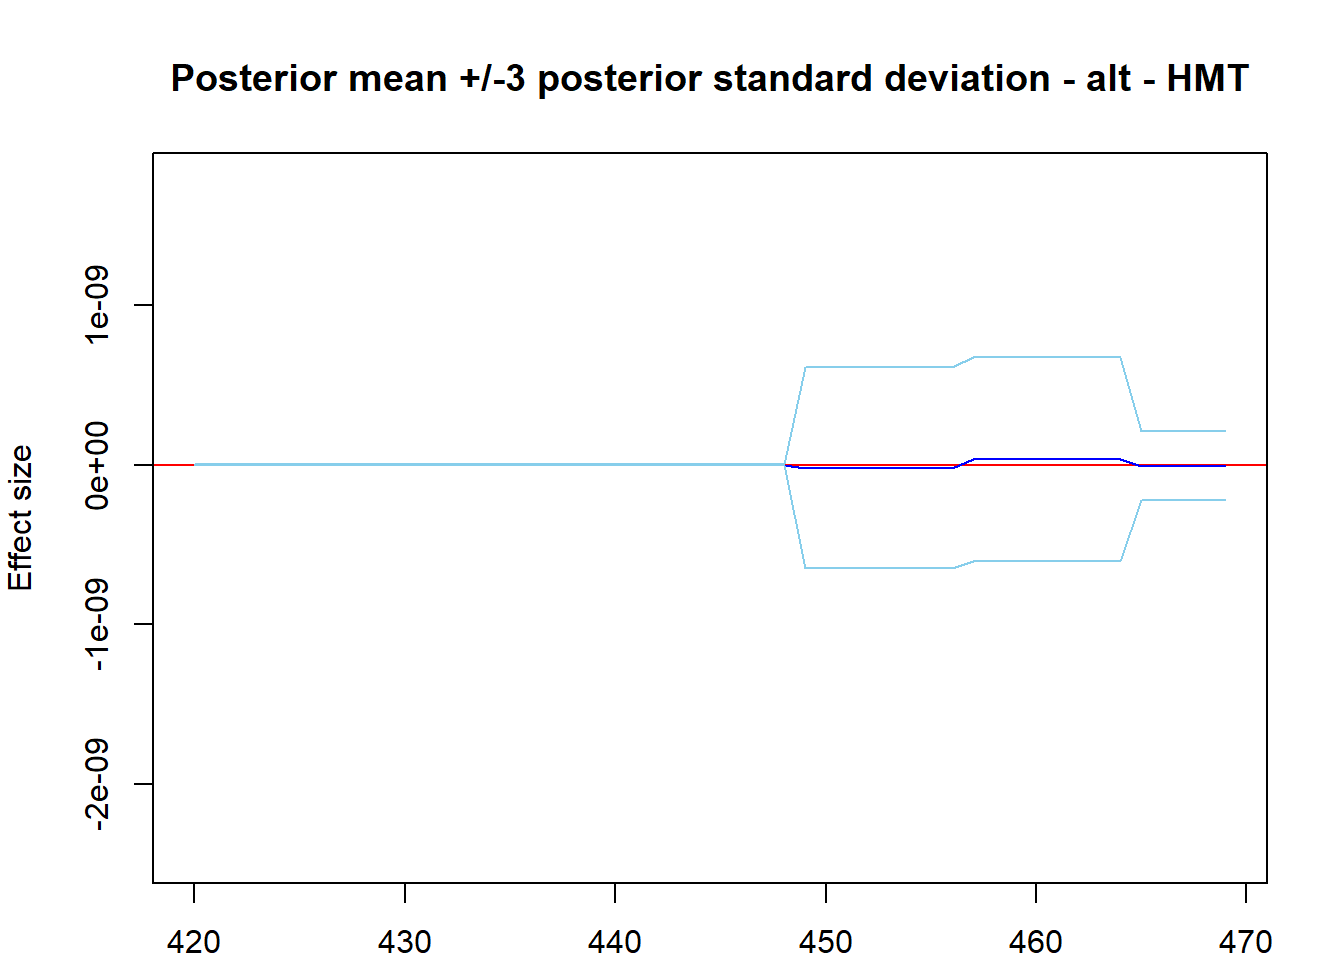 Posterior mean +/-3 posterior standard deviation - alt - HMT
Effect size
1e-09
0e+00
-1e-09
-2e-09
420 430 440 450 460 470